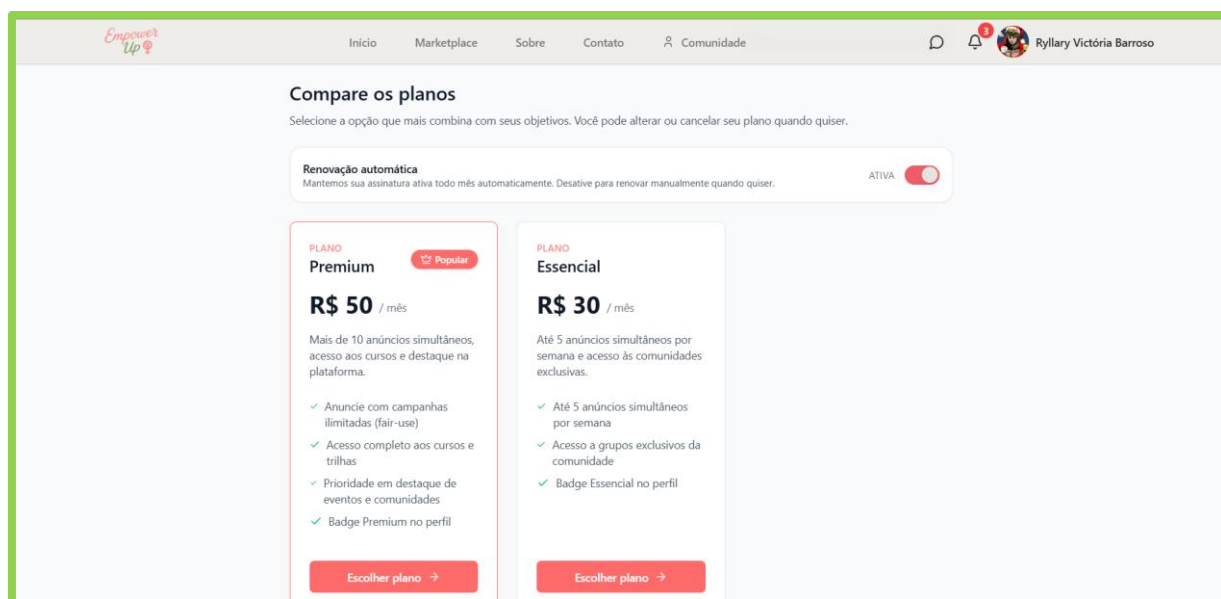 Empower
Up
Início
Marketplace
Sobre
Contato
Comunidade
3
Ryllary Victória Barroso
Compare os planos
Selecione a opção que mais combina com seus objetivos. Você pode alterar ou cancelar seu plano quando quiser.
Renovação automática
Mantemos sua assinatura ativa todo mês automaticamente. Desative para renovar manualmente quando quiser.
ATIVA
PLANO
Premium
Popular
R$ 50 / mês
Mais de 10 anúncios simultâneos,
acesso aos cursos e destaque na
plataforma.
Anuncie com campanhas
ilimitadas (fair-use)
Acesso completo aos cursos e
trilhas
Prioridade em destaque de
eventos e comunidades
Badge Premium no perfil
Escolher plano →
PLANO
Essencial
R$ 30 / mês
Até 5 anúncios simultâneos por
semana e acesso às comunidades
exclusivas.
Até 5 anúncios simultâneos
por semana
Acesso a grupos exclusivos da
comunidade
Badge Essencial no perfil
Escolher plano →